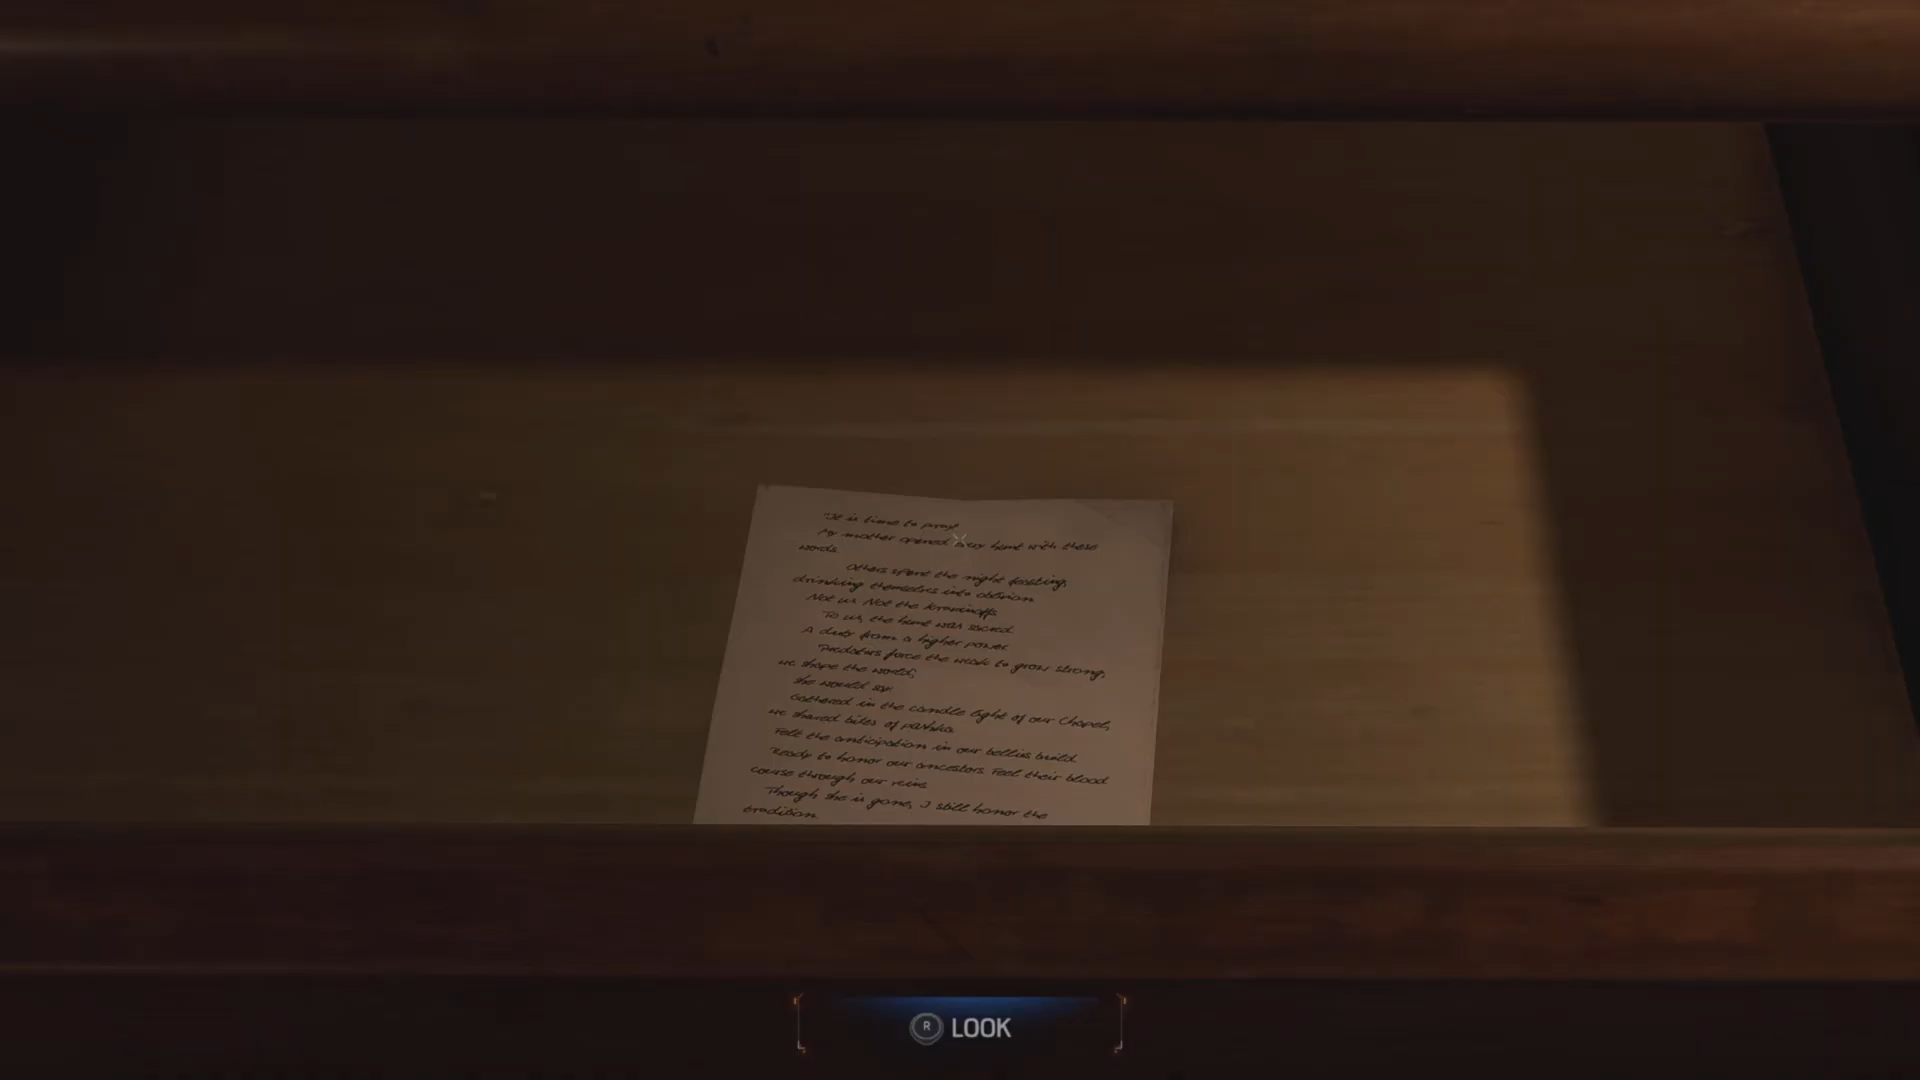 "It is time to pray."
My mother opened every hunt with these
words.
Others spent the night feasting,
drinking themselves into oblivion.
Not us. Not the Kravinoffs.
To us, the hunt was sacred.
A duty from a higher power.
"Predators force the weak to grow strong,
we shape the world,"
she would say.
Gathered in the candle light of our Chapel,
we shared bites of pashka.
Felt the anticipation in our bellies build.
Ready to honor our ancestors. Feel their blood
course through our veins.
Though she is gone, I still honor the
tradition.
R LOOK